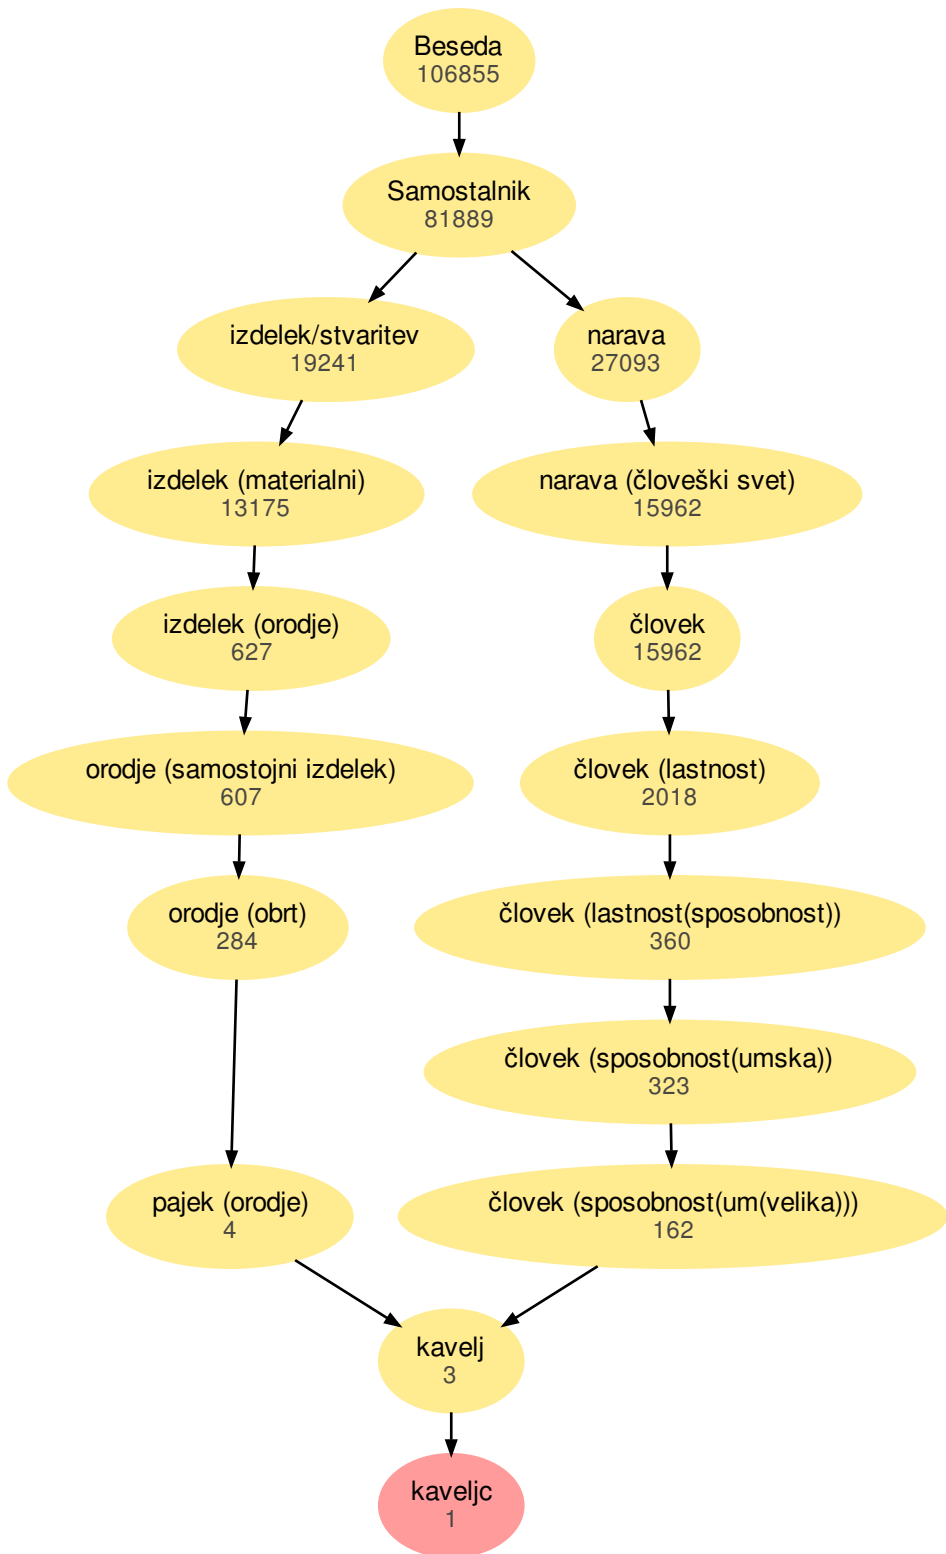 Beseda
106855
Samostalnik
81889
izdelek/stvaritev
19241
narava
27093
izdelek (materialni)
13175
narava (človeški svet)
15962
izdelek (orodje)
627
človek
15962
orodje (samostojni izdelek)
607
človek (lastnost)
2018
orodje (obrt)
284
človek (lastnost(sposobnost))
360
človek (sposobnost(umska))
323
pajek (orodje)
4
človek (sposobnost(um(velika)))
162
kavelj
3
kaveljc
1